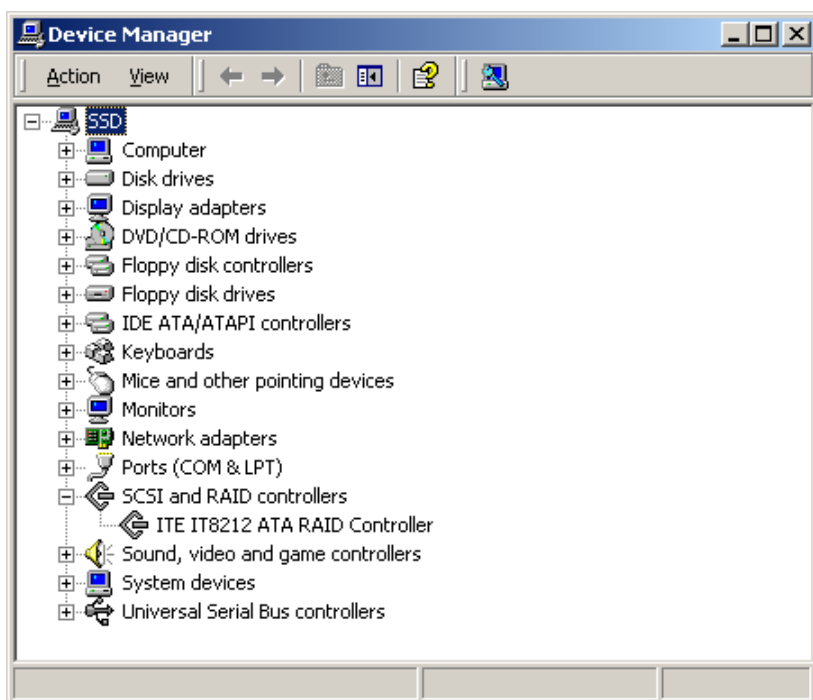 Device Manager
Action View
SSD
Computer
Disk drives
Display adapters
DVD/CD-ROM drives
Floppy disk controllers
Floppy disk drives
IDE ATA/ATAPI controllers
Keyboards
Mice and other pointing devices
Monitors
Network adapters
Ports (COM & LPT)
SCSI and RAID controllers
ITE IT8212 ATA RAID Controller
Sound, video and game controllers
System devices
Universal Serial Bus controllers